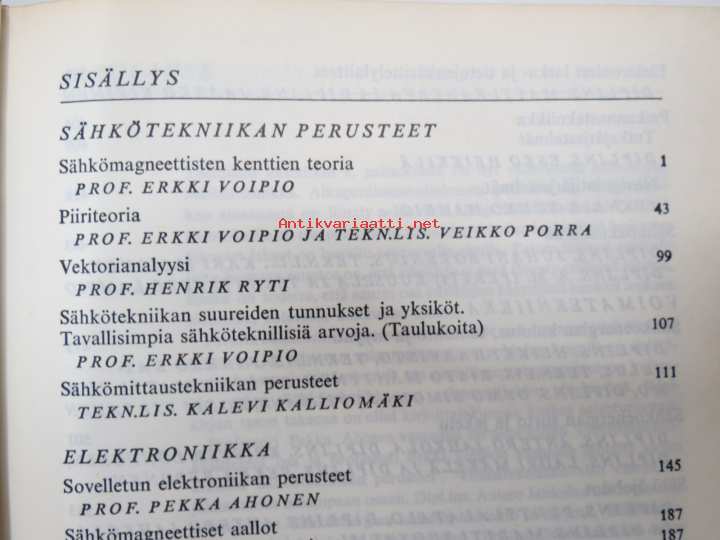 SISÄLLYS
SÄHKÖTEKNIIKAN PERUSTEET
Sähkömagneettisten kenttien teoria 1
PROF. ERKKI VOIPIO
Piiriteoria 43
Antikvariaatti.net
PROF. ERKKI VOIPIO JA TEKN.LIS. VEIKKO PORRA
Vektorianalyysi 99
PROF. HENRIK RYTI
Sähkötekniikan suureiden tunnukset ja yksiköt.
Tavallisimpia sähköteknillisiä arvoja. (Taulukoita) 107
PROF. ERKKI VOIPIO
Sähkömittaustekniikan perusteet 111
TEKN.LIS. KALEVI KALLIOMÄKI
ELEKTRONIIKKA
Sovelletun elektroniikan perusteet 145
PROF. PEKKA AHONEN
Sähkömagneettiset aallot 187
187